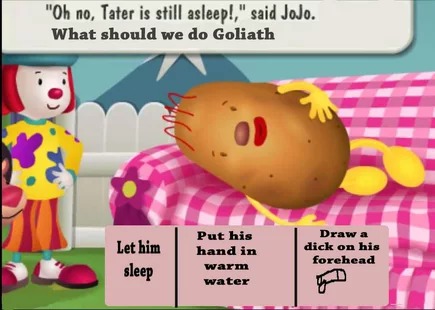 "Oh no, Tater is still asleep!," said JoJo.
What should we do Goliath
Let him
sleep
Put his
hand in
warm
water
Draw a
dick on his
forehead